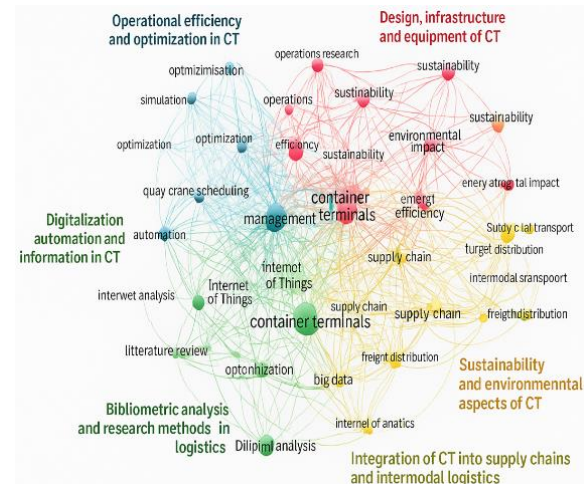 Operational efficiency
and optimization in CT
Design, infrastructure
and equipment of CT
optmizimisation
operations research
sustainability
simulation
operations
sustinability
sustainability
optimization
optimization
efficioncy
sustainability
environmental
impact
quay crane scheduling
container
terminals
management
emergt
efficiency
enery atrogtal impact
Digitalization
automation and
information in CT
automation
Sutdy c ial transport
turget distribution
supply chain
internet
of Things
intermodal sranspoort
interwet analysis
Internet
of Things
container terminals
supply chain
supply chain
freigthdistribution
litterature review
optonhization
big data
freignt distribution
Sustainability
and environmenntal
aspects of CT
Bibliometric analysis
and research methods in
logistics
Dilipiml analysis
internel of anatics
Integration of CT into supply chains
and intermodal logistics